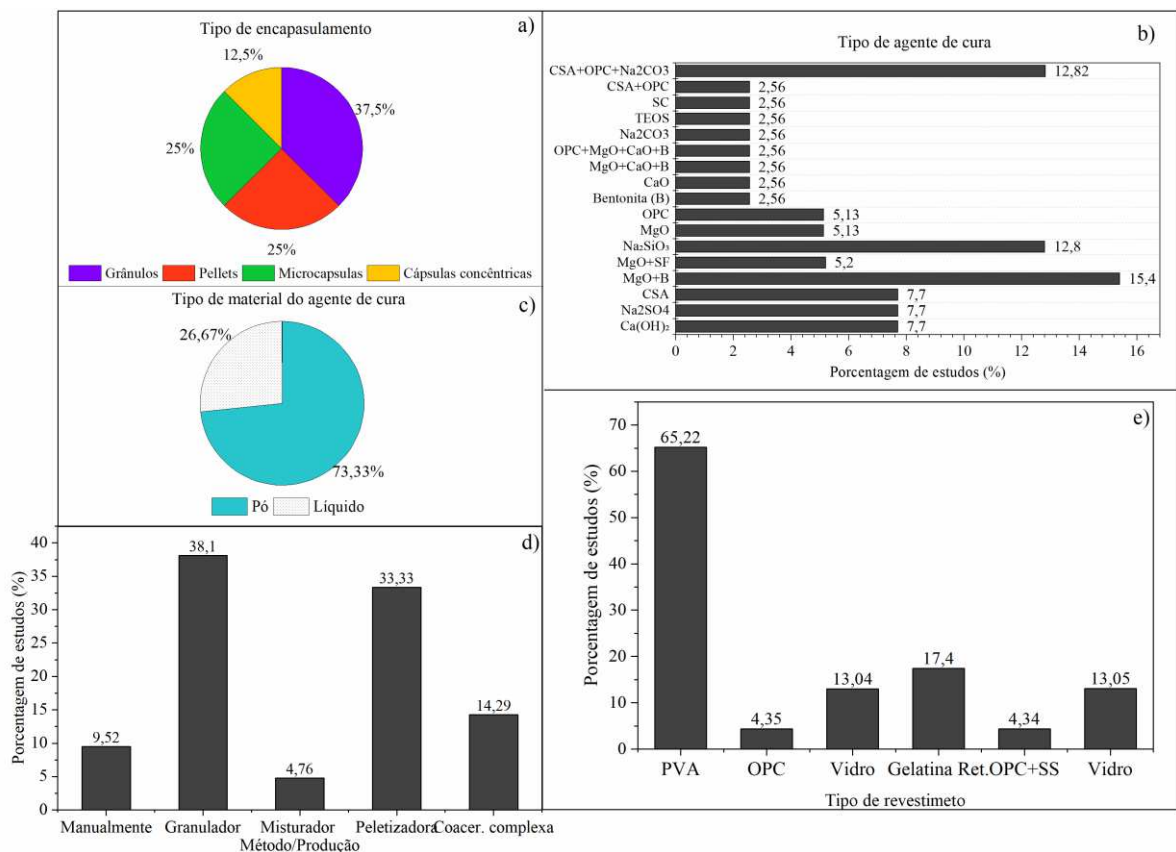 a)
Tipo de encapasulamento
12,5%
37,5%
25%
25%
Grânulos Pellets Microcapsulas Cápsulas concêntricas
b)
Tipo de agente de cura
CSA+OPC+Na2CO3 12,82
CSA+OPC 2,56
SC 2,56
TEOS 2,56
Na2CO3 2,56
OPC+MgO+CaO+B 2,56
MgO+CaO+B 2,56
CaO 2,56
Bentonita (B) 2,56
OPC 5,13
MgO 5,13
Na₂SiO₃ 12,8
MgO+SF 5,2
MgO+B 15,4
CSA 7,7
Na2SO4 7,7
Ca(OH)₂ 7,7
0 2 4 6 8 10 12 14 16
Porcentagem de estudos (%)
Tipo de material do agente de cura
c)
26,67%
73,33%
Pó Líquido
d)
Porcentagem de estudos (%)
40
35
30
25
20
15
10
5
0
9,52
38,1
4,76
33,33
14,29
Manualmente Granulador Misturador Peletizadora Coacer. complexa
Método/Produção
e)
Porcentagem de estudos (%)
70
60
50
40
30
20
10
0
65,22
4,35
13,04
17,4
4,34
13,05
PVA OPC Vidro Gelatina Ret. OPC+SS Vidro
Tipo de revestimeto